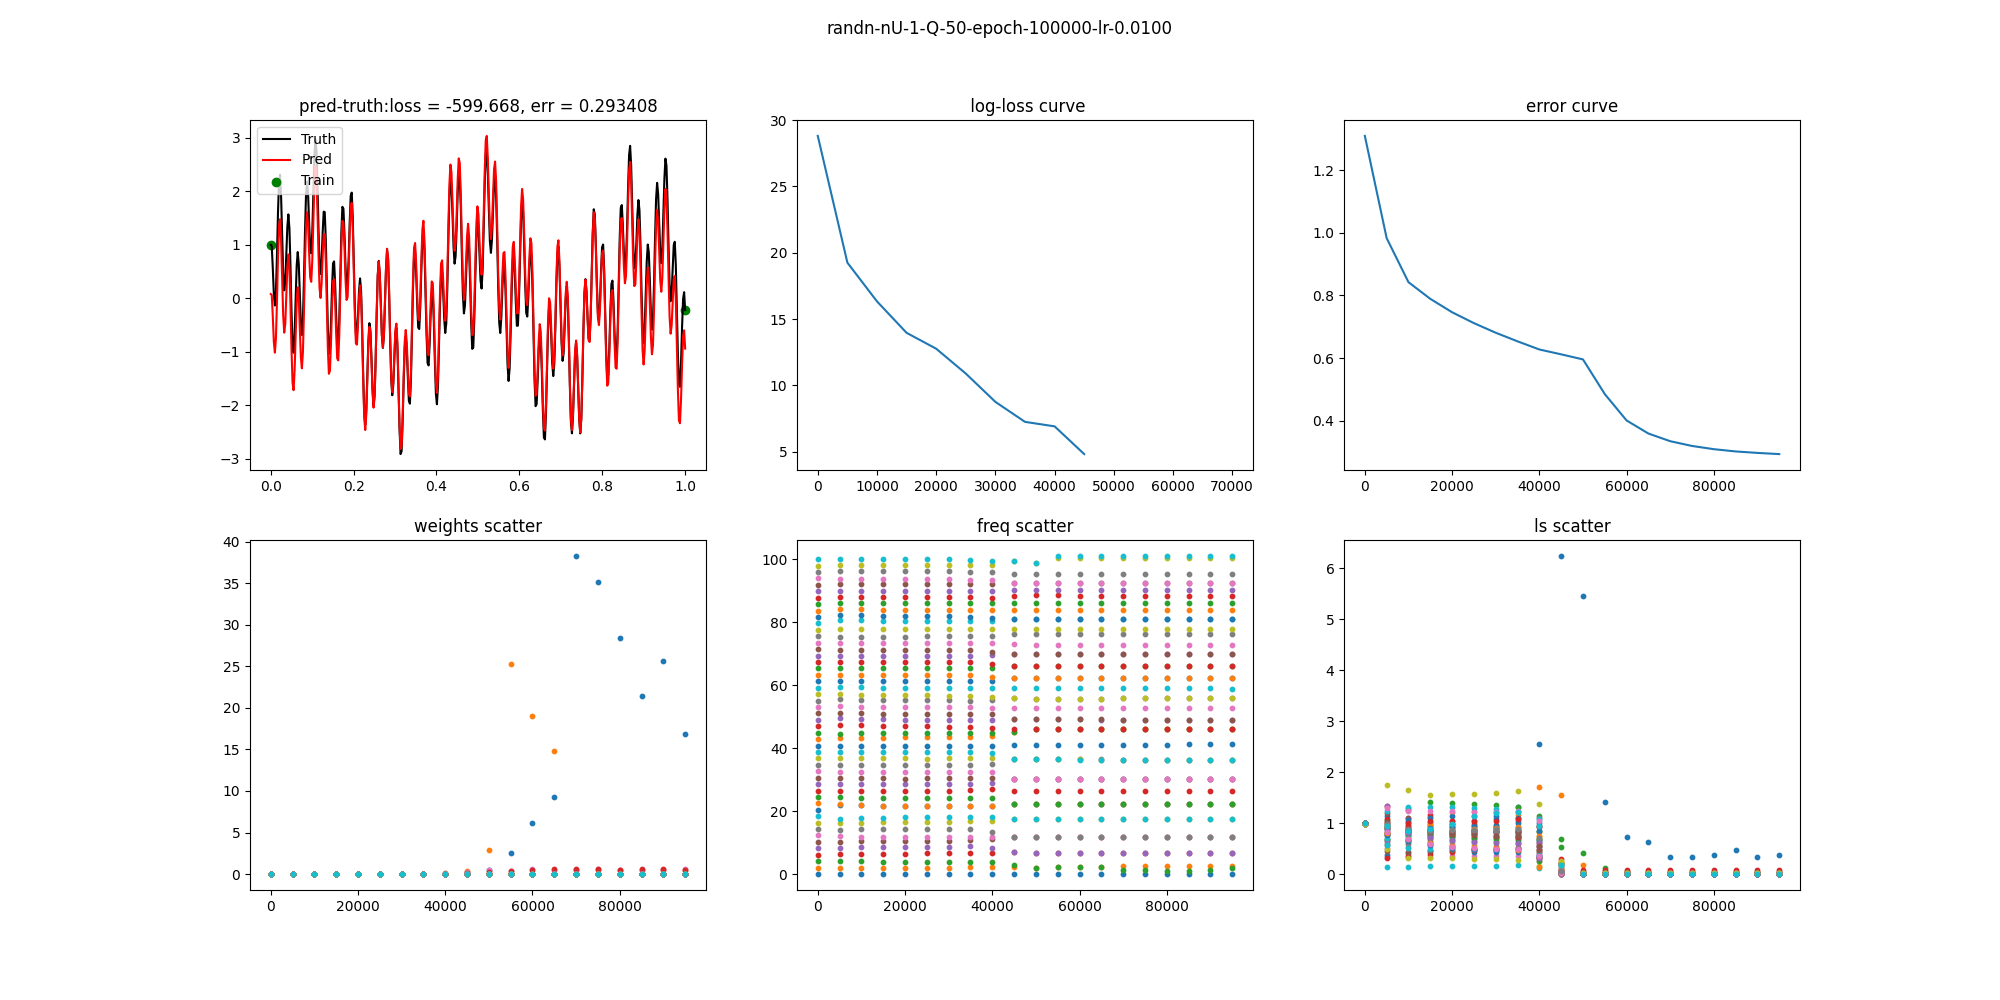 randn-nU-1-Q-50-epoch-100000-lr-0.0100
pred-truth:loss = -599.668, err = 0.293408
3
2
1
0
−1
−2
−3
0.0 0.2 0.4 0.6 0.8 1.0
Truth
Pred
Train
log-loss curve
30
25
20
15
10
5
0 10000 20000 30000 40000 50000 60000 70000
error curve
1.2
1.0
0.8
0.6
0.4
0 20000 40000 60000 80000
weights scatter
40
35
30
25
20
15
10
5
0
0 20000 40000 60000 80000
freq scatter
100
80
60
40
20
0
0 20000 40000 60000 80000
ls scatter
6
5
4
3
2
1
0
0 20000 40000 60000 80000